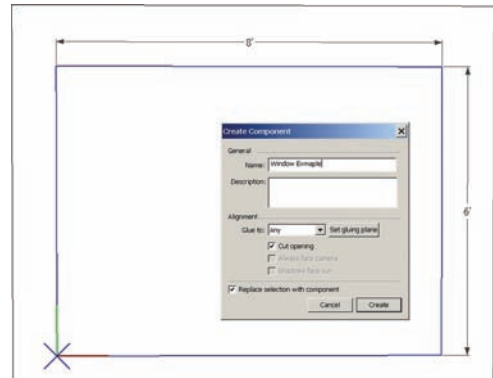 8'
6'
Create Component
General
Name: Window Exmaple
Description:
Alignment
Glue to: Any Set gluing plane
Cut opening
Always face camera
Shadows face sun
Replace selection with component
Cancel Create